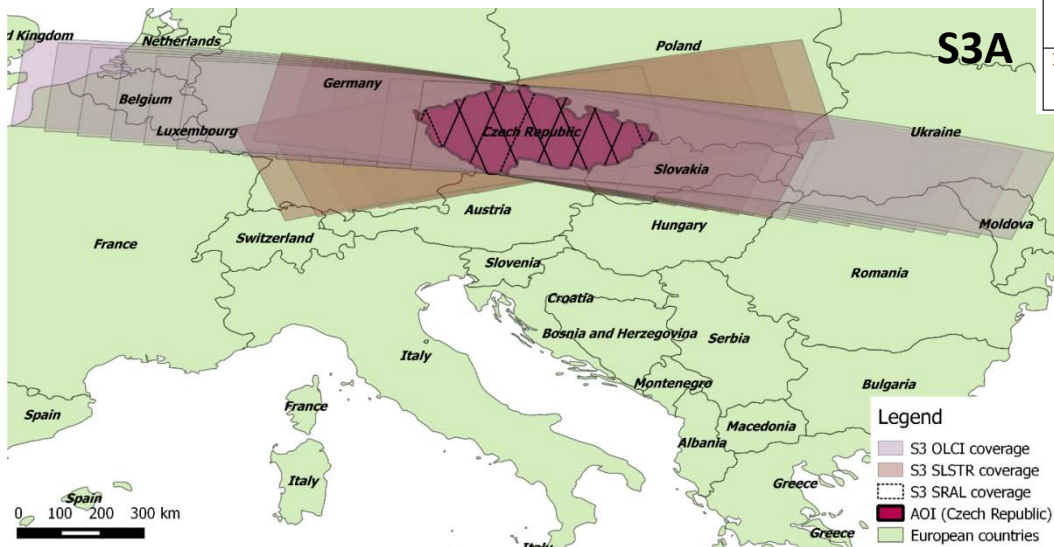 d Kingdom
Netherlands
Poland
S3A
Germany
Belgium
Ukraine
Luxembourg
Czech Republic
Slovakia
Austria
Moldova
France
Switzerland
Hungary
Slovenia
Romania
Croatia
Bosnia and Herzegovina
Serbia
Italy
Montenegro
Bulgaria
Spain
France
Macedonia
Albania
Italy
Greece
Spain
Greece
0 100 200 300 km
Legend
S3 OLCI coverage
S3 SLSTR coverage
S3 SRAL coverage
AOI (Czech Republic)
European countries